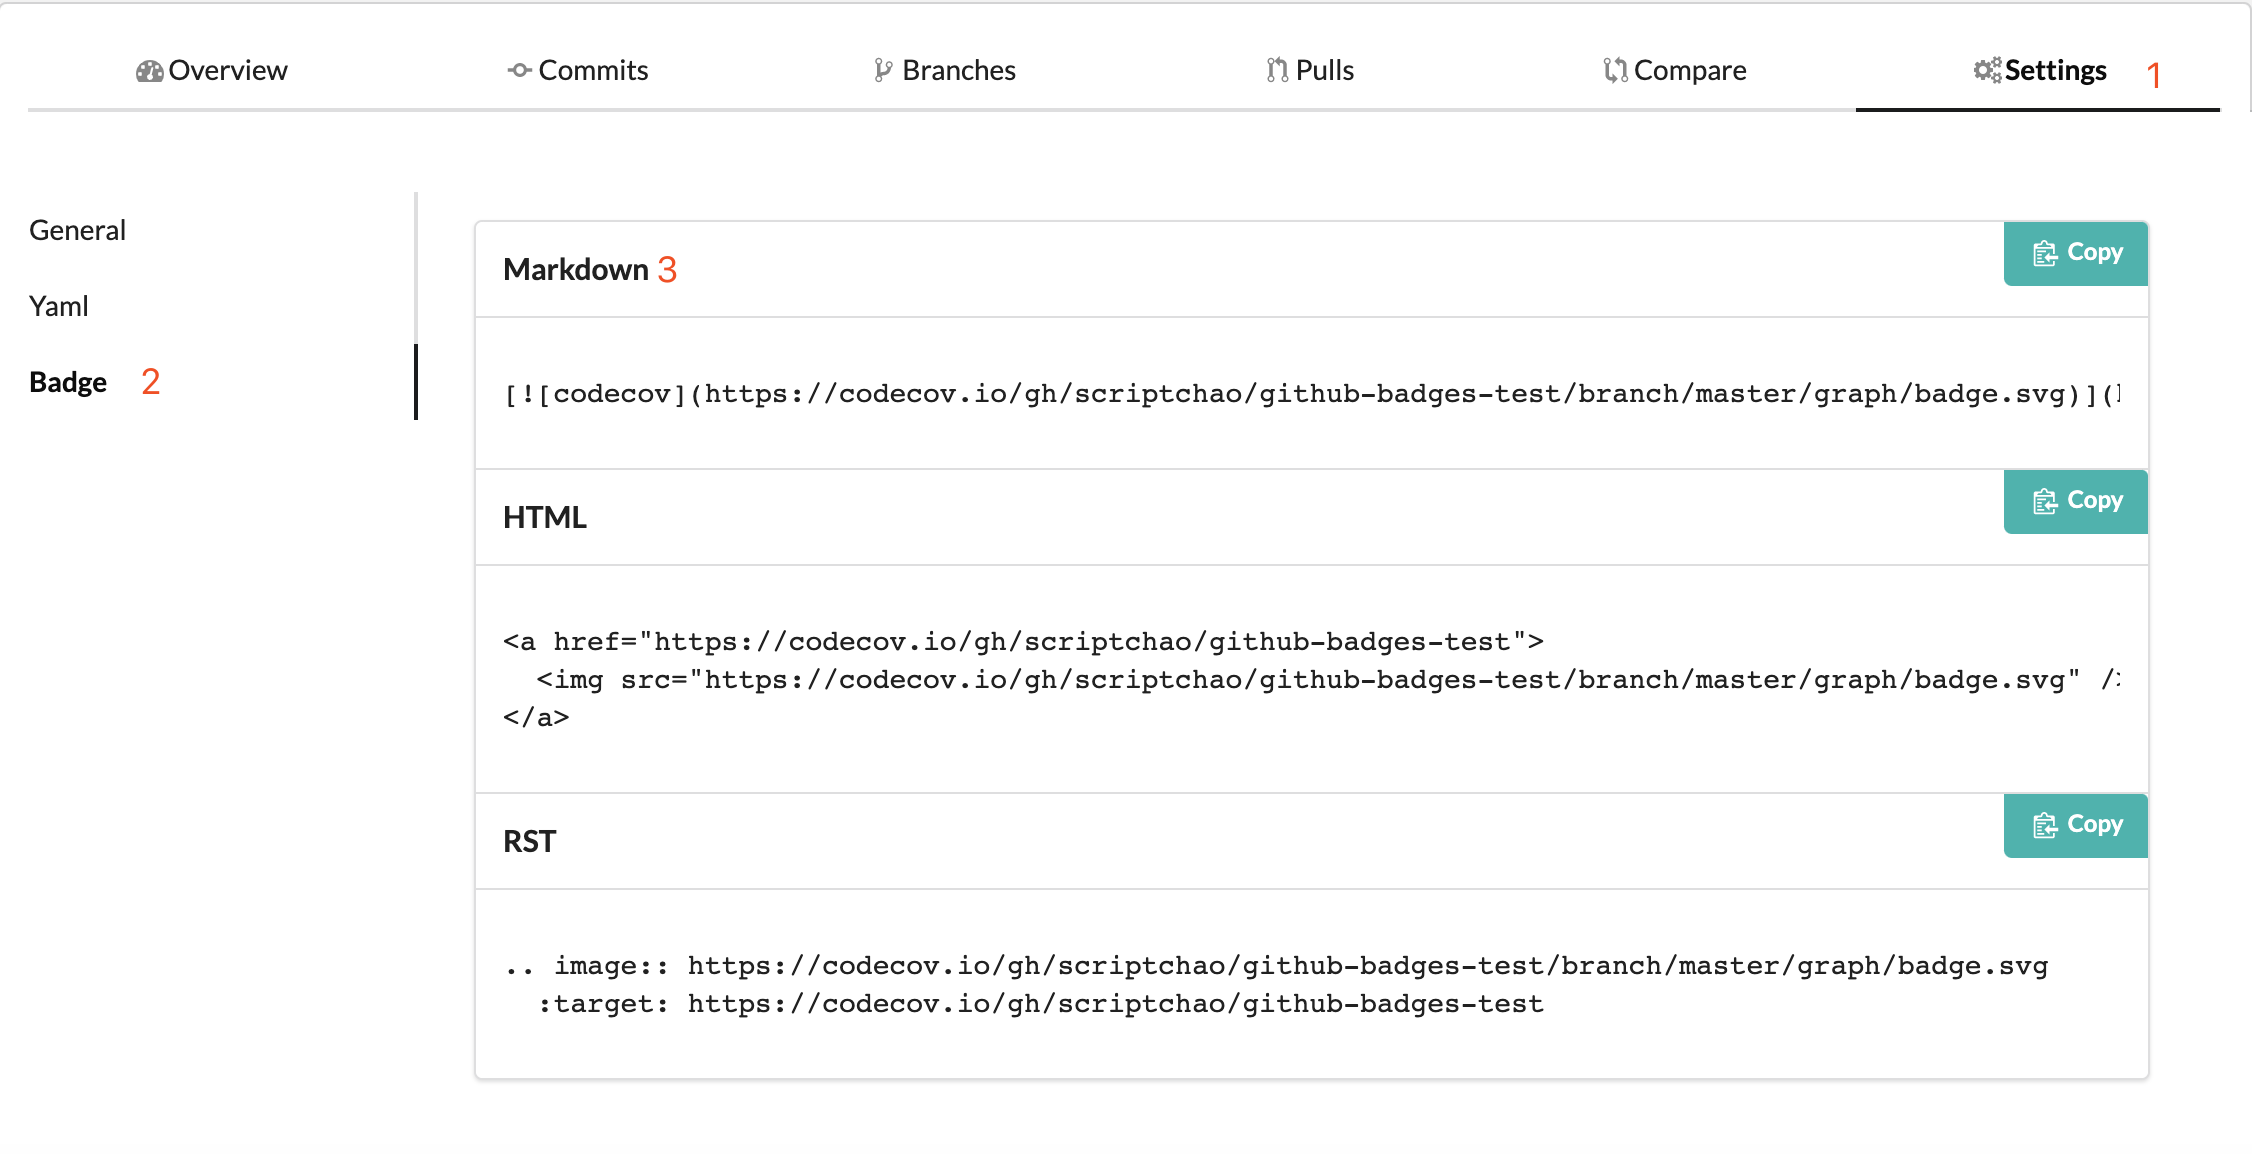 Overview Commits Branches Pulls Compare Settings 1
General
Yaml
Badge 2
Markdown 3 Copy
[![codecov](https://codecov.io/gh/scriptchao/github-badges-test/branch/master/graph/badge.svg)](
HTML Copy
<a href="https://codecov.io/gh/scriptchao/github-badges-test">
  <img src="https://codecov.io/gh/scriptchao/github-badges-test/branch/master/graph/badge.svg" />
</a>
RST Copy
.. image:: https://codecov.io/gh/scriptchao/github-badges-test/branch/master/graph/badge.svg
  :target: https://codecov.io/gh/scriptchao/github-badges-test